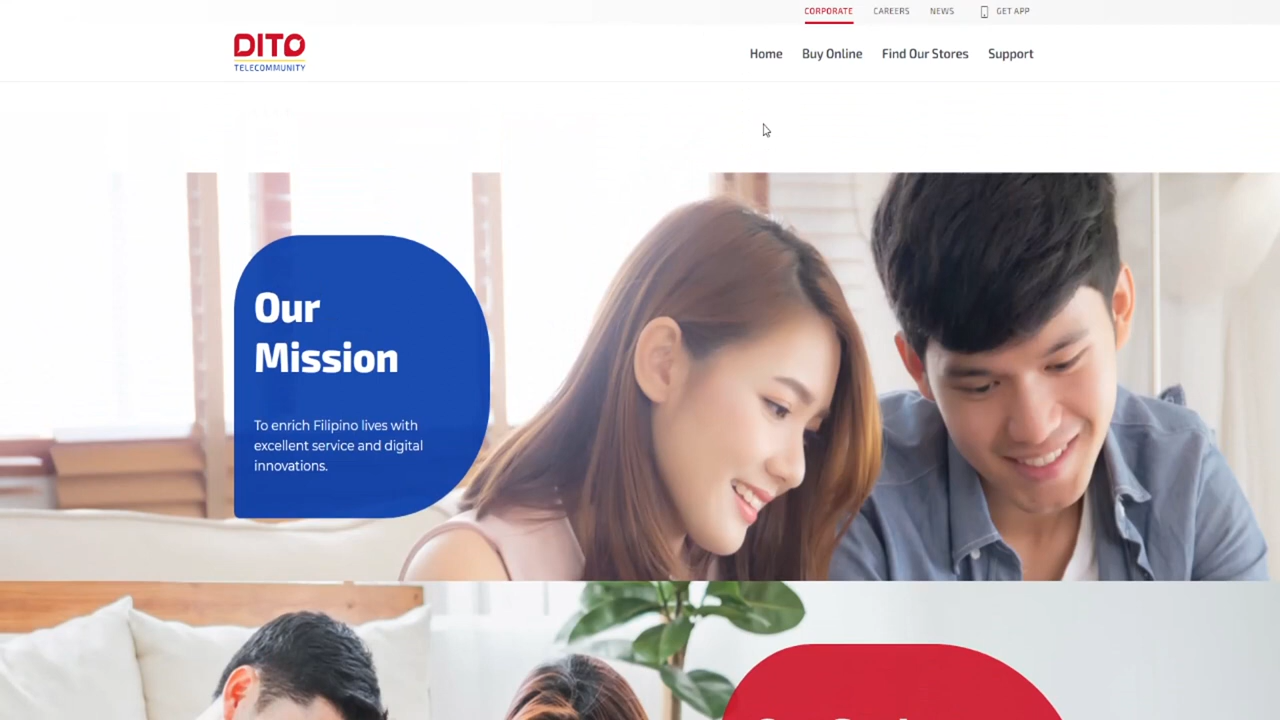 CORPORATE CAREERS NEWS GET APP
DITO
TELECOMMUNITY
Home Buy Online Find Our Stores Support
Our
Mission
To enrich Filipino lives with
excellent service and digital
innovations.